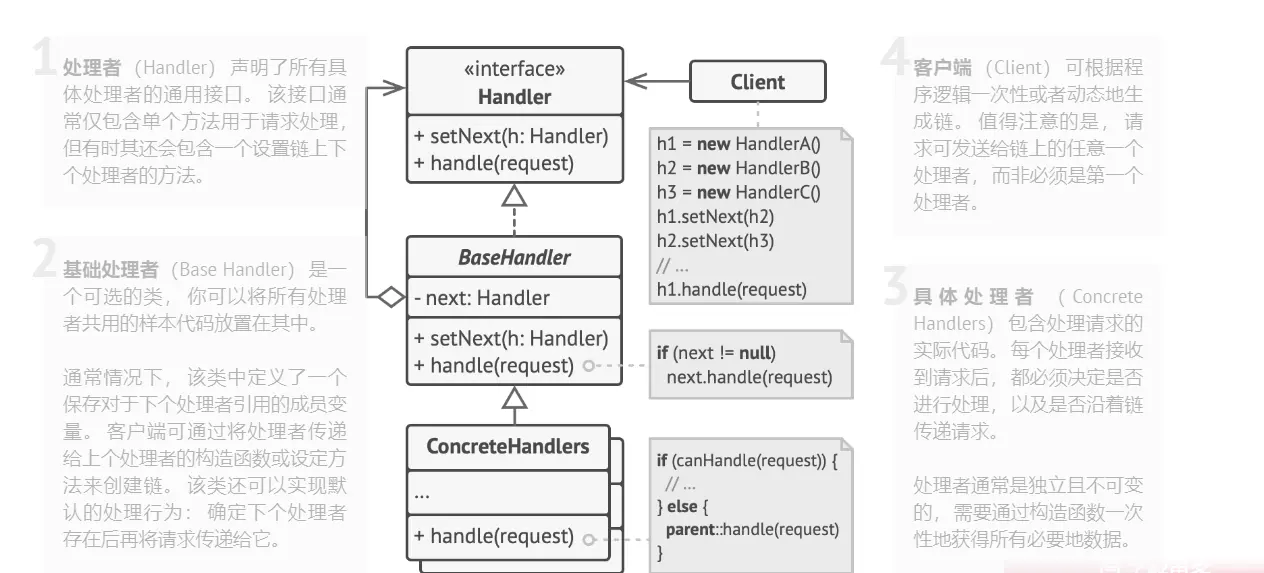 1
处理者 （Handler） 声明了所有具
体处理者的通用接口。 该接口通
常仅包含单个方法用于请求处理，
但有时其还会包含一个设置链上下
个处理者的方法。
2
基础处理者 （Base Handler） 是一
个可选的类， 你可以将所有处理
者共用的样本代码放置在其中。
通常情况下， 该类中定义了一个
保存对于下个处理者引用的成员变
量。 客户端可通过将处理者传递
给上个处理者的构造函数或设定方
法来创建链。 该类还可以实现默
认的处理行为： 确定下个处理者
存在后再将请求传递给它。
«interface»
Handler
+ setNext(h: Handler)
+ handle(request)
BaseHandler
- next: Handler
+ setNext(h: Handler)
+ handle(request)
ConcreteHandlers
...
+ handle(request)
Client
h1 = new HandlerA()
h2 = new HandlerB()
h3 = new HandlerC()
h1.setNext(h2)
h2.setNext(h3)
// ...
h1.handle(request)
if (next != null)
next.handle(request)
if (canHandle(request)) {
// ...
} else {
parent::handle(request)
}
4
客户端 （Client） 可根据程
序逻辑一次性或者动态地生
成链。 值得注意的是， 请
求可发送给链上的任意一个
处理者， 而非必须是第一个
处理者。
3
具体处理者 （Concrete
Handlers） 包含处理请求的
实际代码。 每个处理者接收
到请求后， 都必须决定是否
进行处理， 以及是否沿着链
传递请求。
处理者通常是独立且不可变
的， 需要通过构造函数一次
性地获得所有必要地数据。